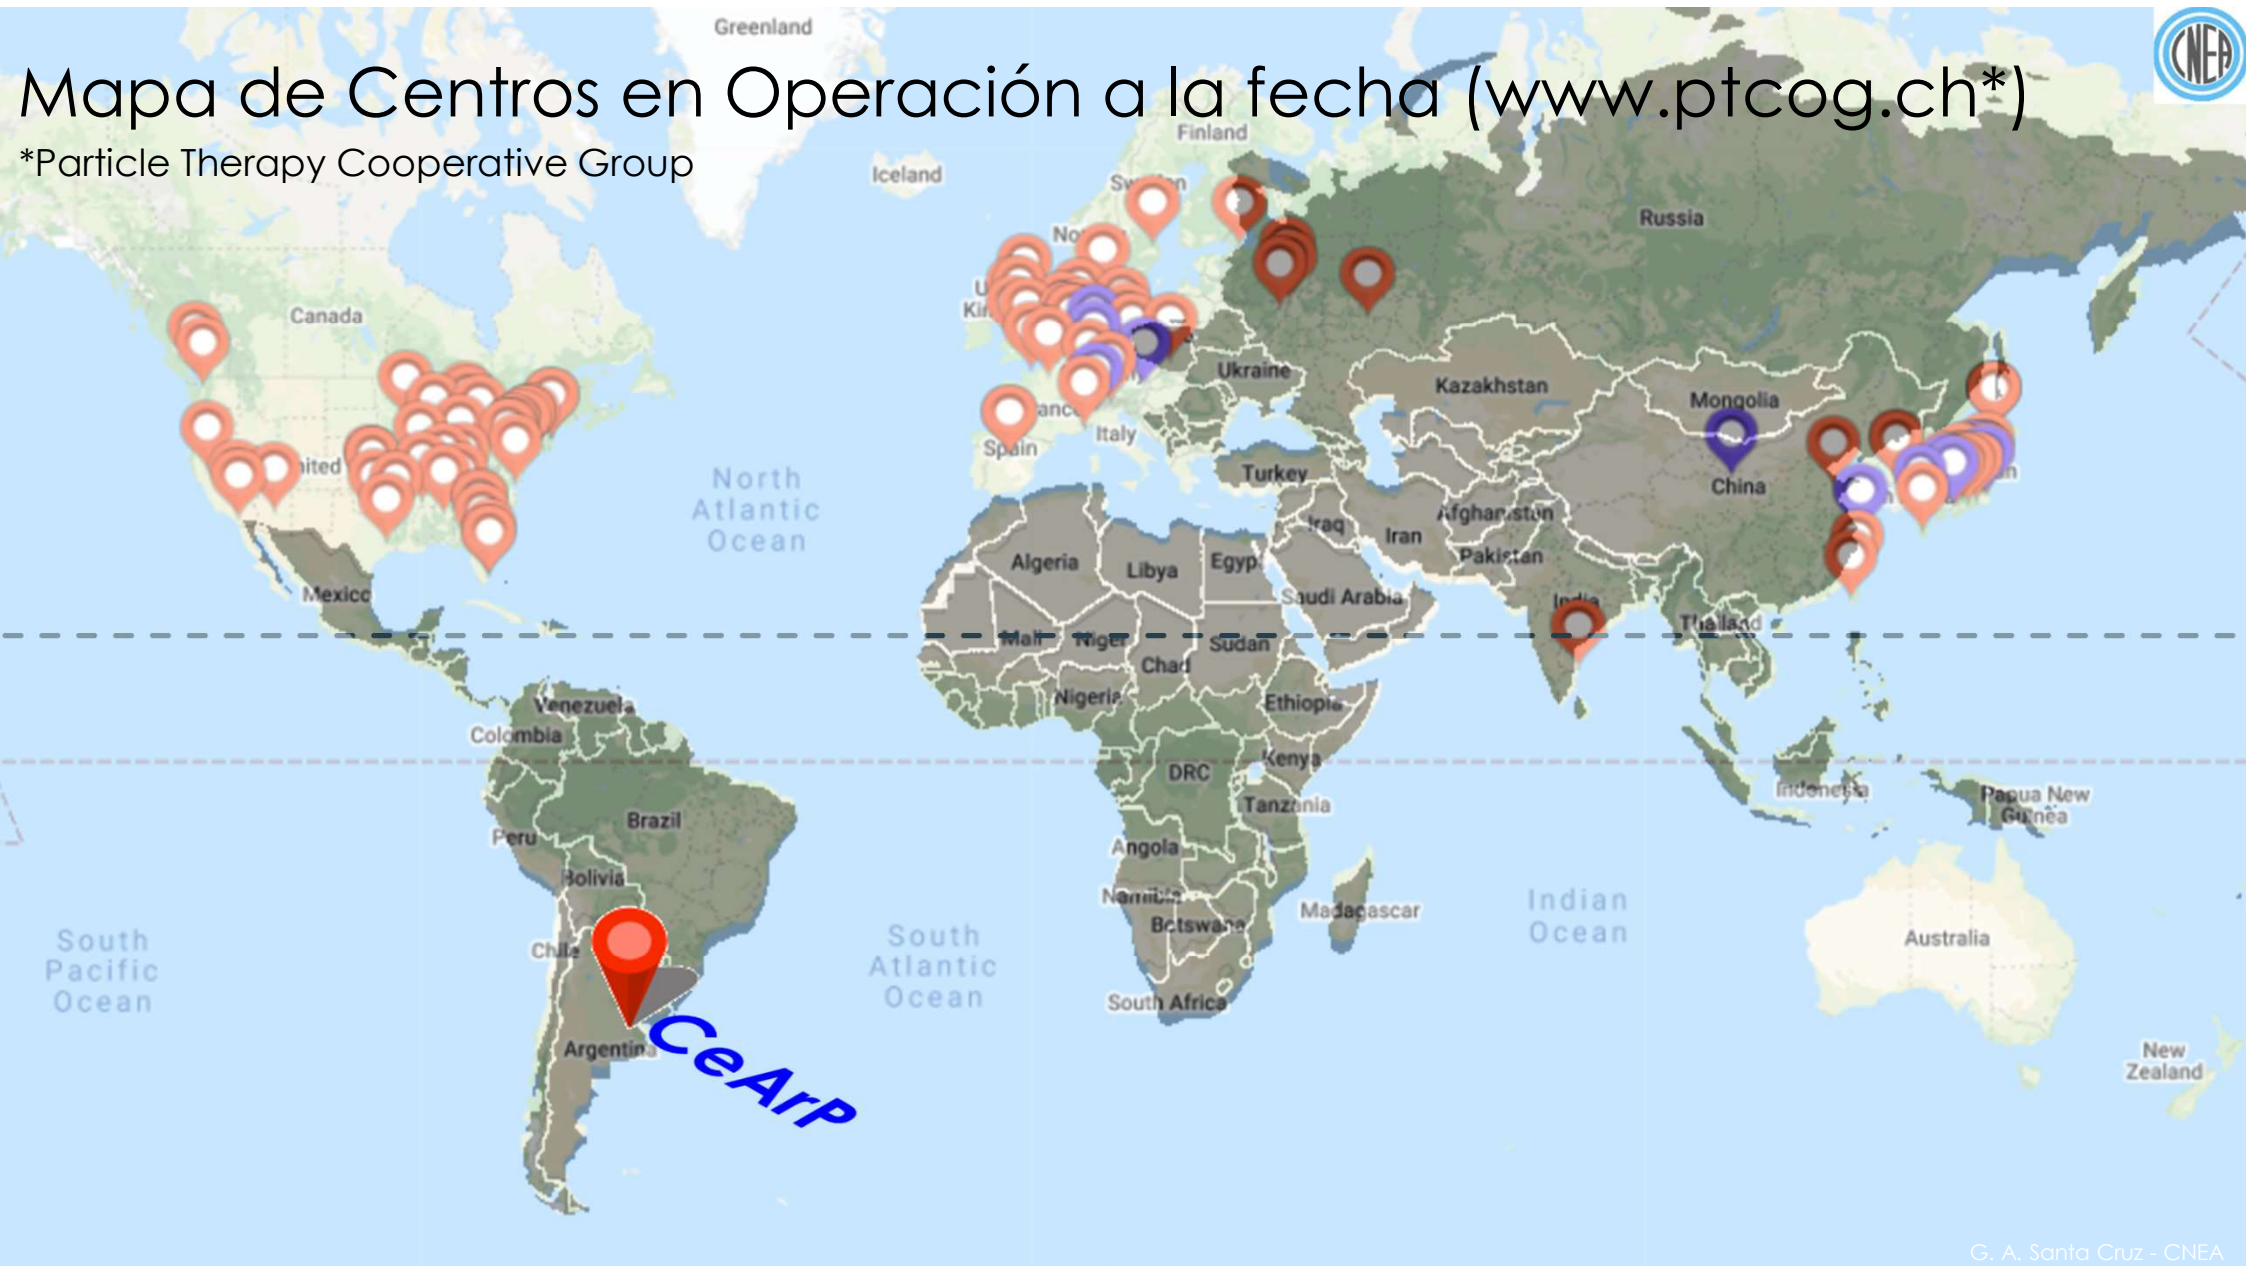 Greenland
CNEA
Mapa de Centros en Operación a la fecha (www.ptcog.ch*)
Finland
*Particle Therapy Cooperative Group
Iceland
Russia
Canada
Ukraine
Kazakhstan
Mongolia
Italy
Spain
Turkey
China
North
Atlantic
Ocean
Afghanistan
Iraq
Iran
Pakistan
Algeria
Libya
Egypt
Saudi Arabia
India
Mexico
Thailand
Mali
Niger
Sudan
Chad
Nigeria
Ethiopia
Venezuela
Colombia
Kenya
DRC
Indonesia
Papua New
Guinea
Tanzania
Brazil
Peru
Angola
Bolivia
Namibia
Botswana
Madagascar
Indian
Ocean
Australia
South
Pacific
Ocean
Chile
South
Atlantic
Ocean
South Africa
CeArP
Argentina
New
Zealand
G. A. Santa Cruz - CNEA